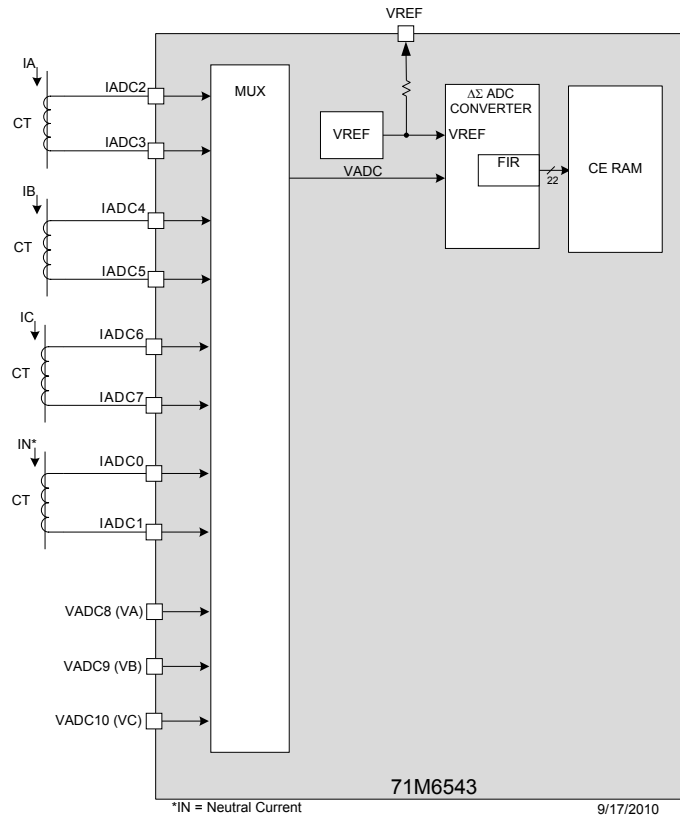 VREF
IA
IADC2
CT
IADC3
MUX
VREF
ΔΣ ADC
CONVERTER
VREF
FIR
22
CE RAM
VADC
IB
IADC4
CT
IADC5
IC
IADC6
CT
IADC7
IN*
IADC0
CT
IADC1
VADC8 (VA)
VADC9 (VB)
VADC10 (VC)
71M6543
*IN = Neutral Current
9/17/2010